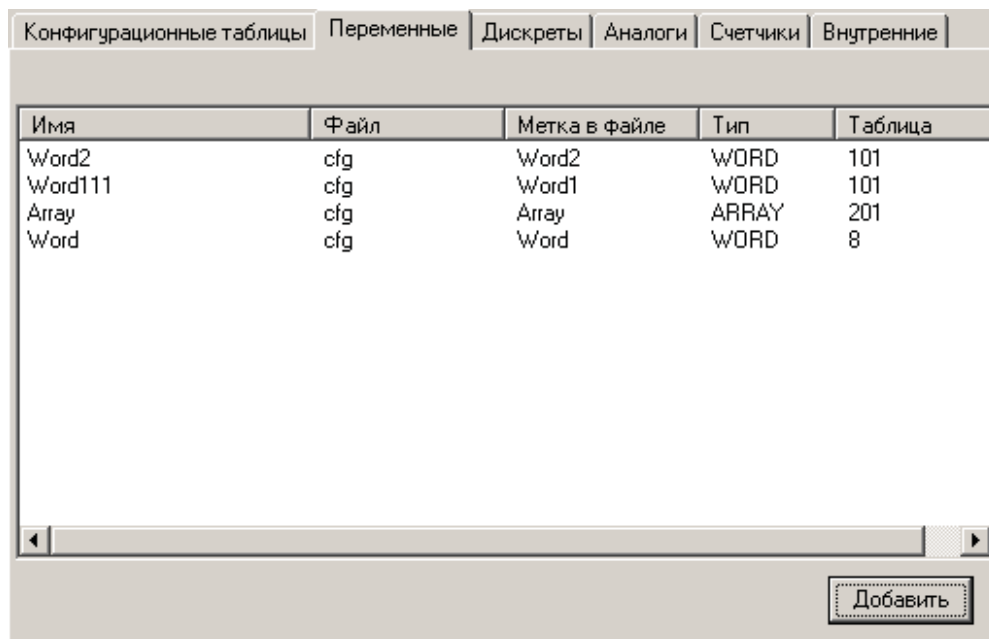 Конфигурационные таблицы Переменные Дискреты Аналоги Счетчики Внутренние
Имя Файл Метка в файле Тип Таблица
Word2 cfg Word2 WORD 101
Word111 cfg Word1 WORD 101
Array cfg Array ARRAY 201
Word cfg Word WORD 8
Добавить